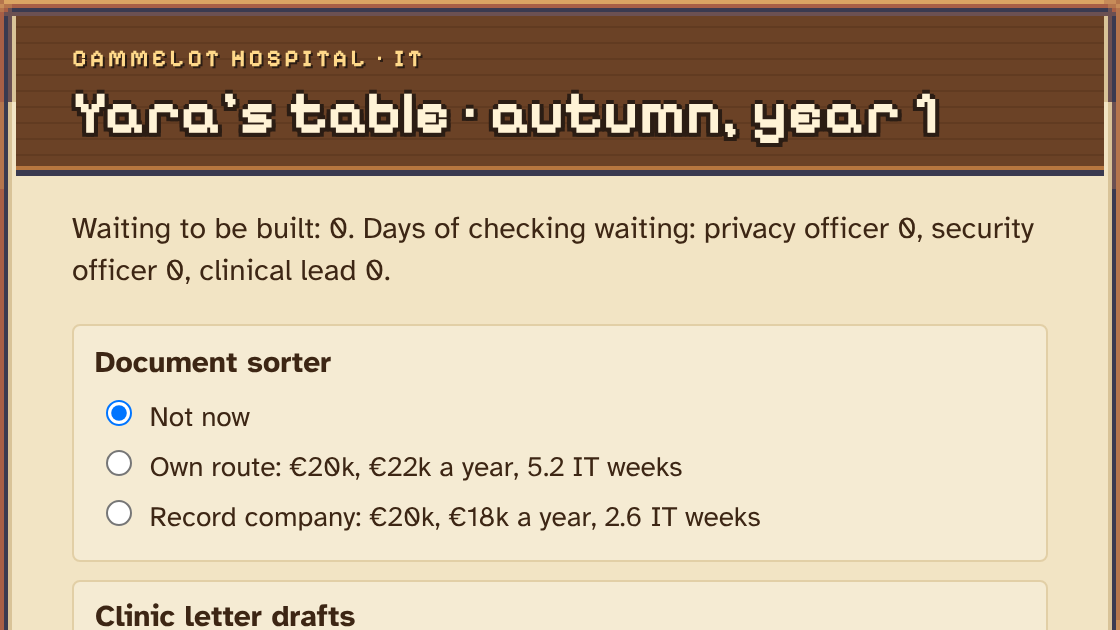 GAMMELOT HOSPITAL · IT
Yara's table · autumn, year 1
Waiting to be built: 0. Days of checking waiting: privacy officer 0, security
officer 0, clinical lead 0.
Document sorter
Not now
Own route: €20k, €22k a year, 5.2 IT weeks
Record company: €20k, €18k a year, 2.6 IT weeks
Clinic letter drafts